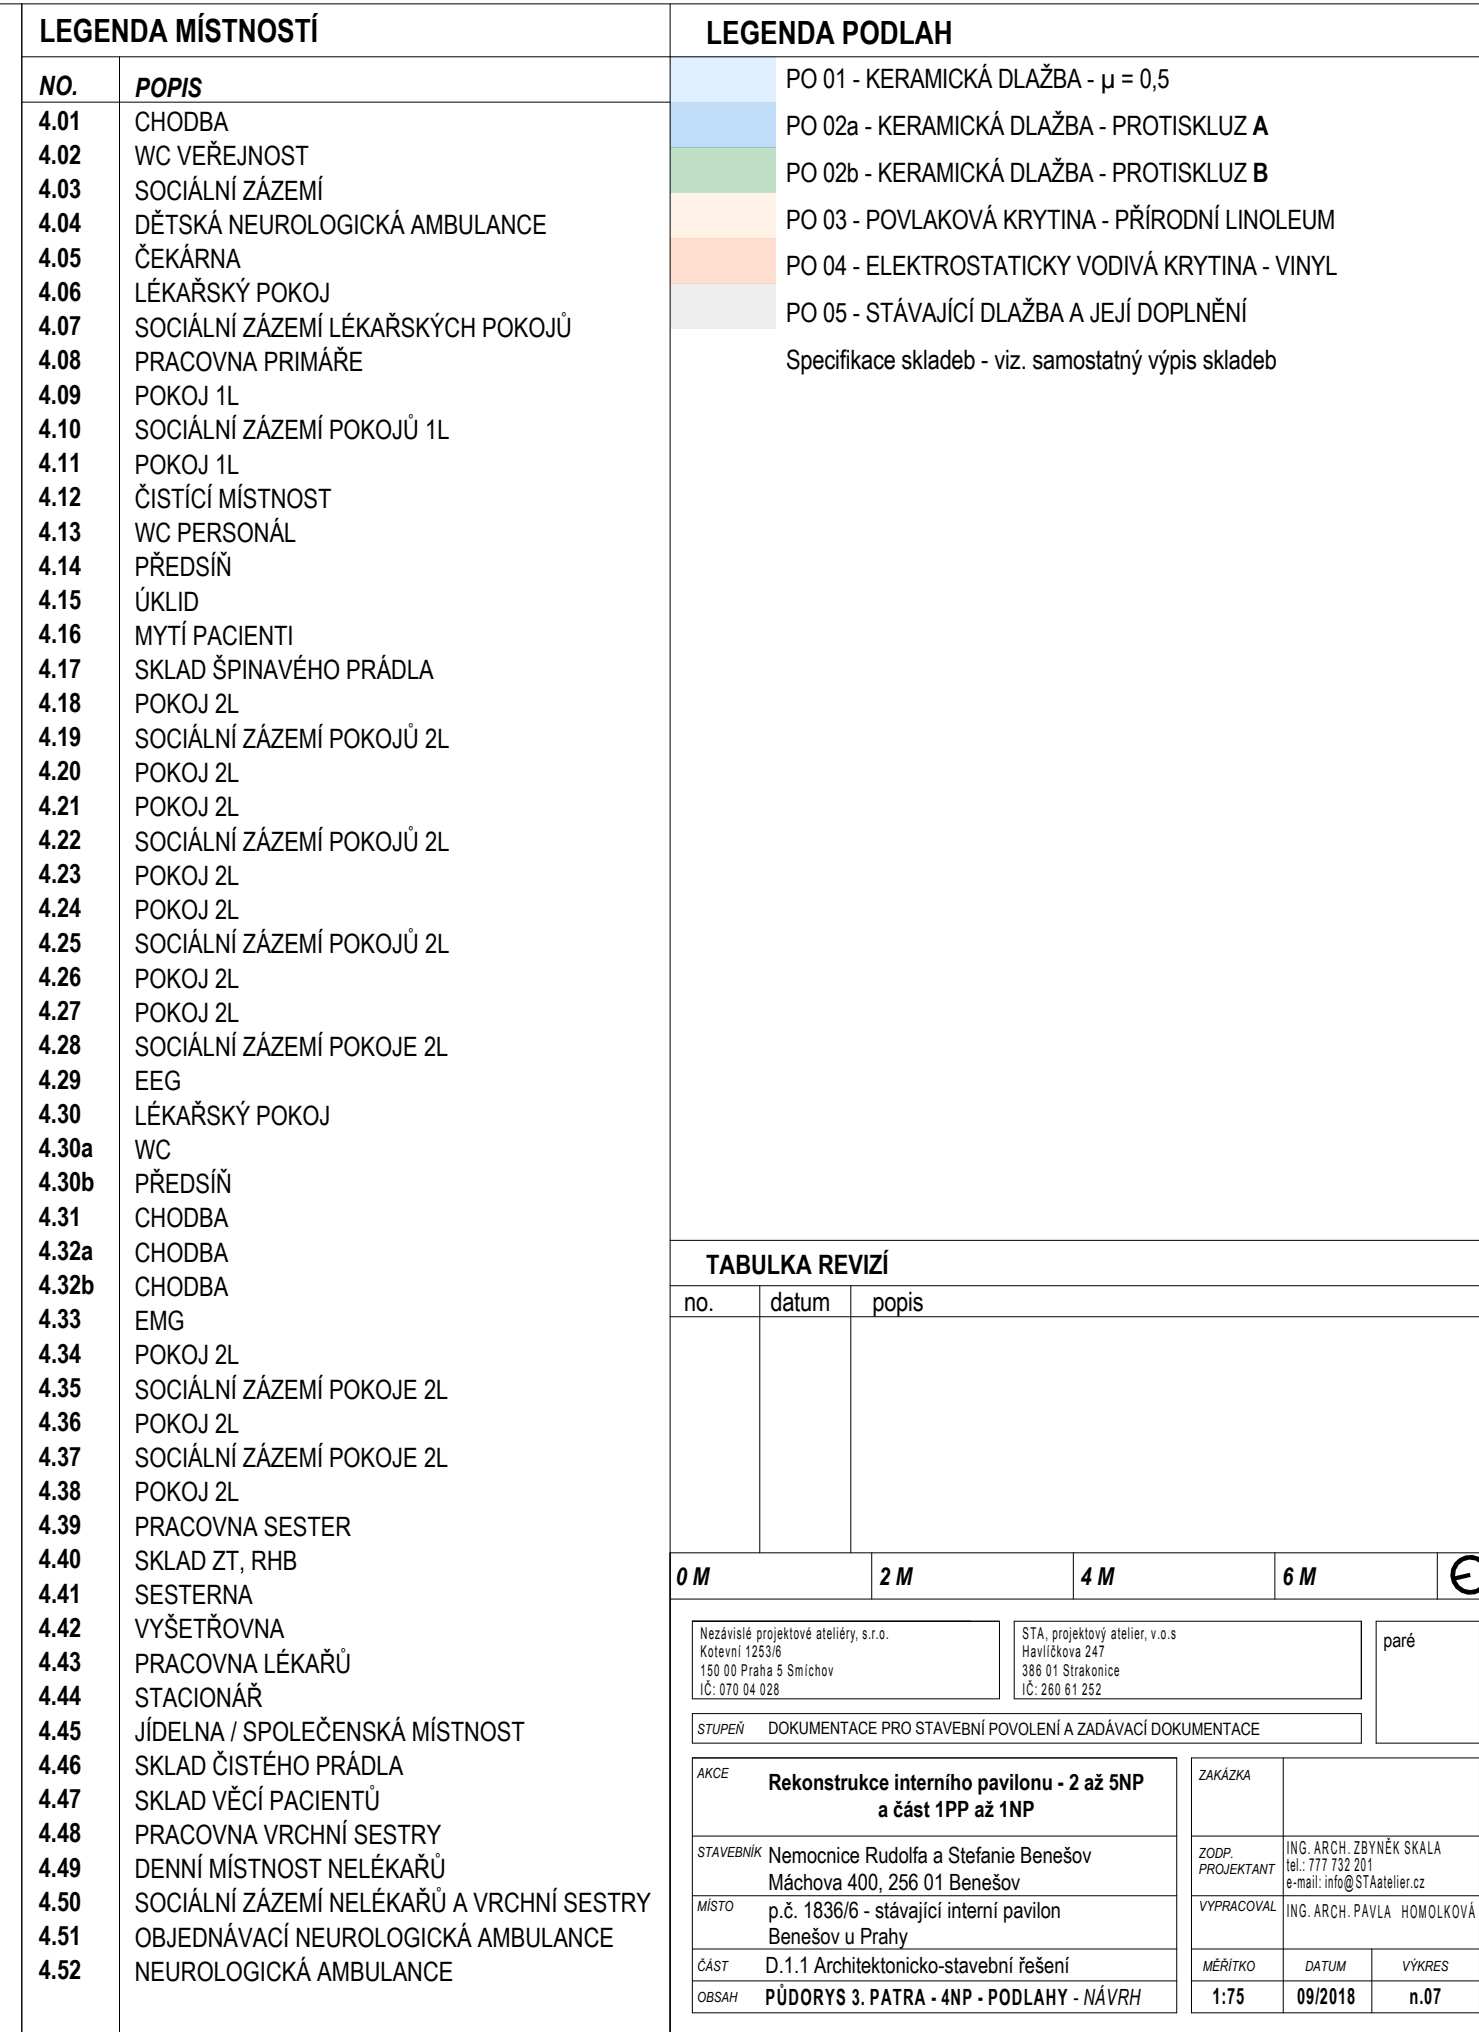 LEGENDA MÍSTNOSTÍ
NO. POPIS
4.01 CHODBA
4.02 WC VEŘEJNOST
4.03 SOCIÁLNÍ ZÁZEMÍ
4.04 DĚTSKÁ NEUROLOGICKÁ AMBULANCE
4.05 ČEKÁRNA
4.06 LÉKAŘSKÝ POKOJ
4.07 SOCIÁLNÍ ZÁZEMÍ LÉKAŘSKÝCH POKOJŮ
4.08 PRACOVNA PRIMÁŘE
4.09 POKOJ 1L
4.10 SOCIÁLNÍ ZÁZEMÍ POKOJŮ 1L
4.11 POKOJ 1L
4.12 ČISTÍCÍ MÍSTNOST
4.13 WC PERSONÁL
4.14 PŘEDSÍŇ
4.15 ÚKLID
4.16 MYTÍ PACIENTI
4.17 SKLAD ŠPINAVÉHO PRÁDLA
4.18 POKOJ 2L
4.19 SOCIÁLNÍ ZÁZEMÍ POKOJŮ 2L
4.20 POKOJ 2L
4.21 POKOJ 2L
4.22 SOCIÁLNÍ ZÁZEMÍ POKOJŮ 2L
4.23 POKOJ 2L
4.24 POKOJ 2L
4.25 SOCIÁLNÍ ZÁZEMÍ POKOJŮ 2L
4.26 POKOJ 2L
4.27 POKOJ 2L
4.28 SOCIÁLNÍ ZÁZEMÍ POKOJE 2L
4.29 EEG
4.30 LÉKAŘSKÝ POKOJ
4.30a WC
4.30b PŘEDSÍŇ
4.31 CHODBA
4.32a CHODBA
4.32b CHODBA
4.33 EMG
4.34 POKOJ 2L
4.35 SOCIÁLNÍ ZÁZEMÍ POKOJE 2L
4.36 POKOJ 2L
4.37 SOCIÁLNÍ ZÁZEMÍ POKOJE 2L
4.38 POKOJ 2L
4.39 PRACOVNA SESTER
4.40 SKLAD ZT, RHB
4.41 SESTERNA
4.42 VYŠETŘOVNA
4.43 PRACOVNA LÉKAŘŮ
4.44 STACIONÁŘ
4.45 JÍDELNA / SPOLEČENSKÁ MÍSTNOST
4.46 SKLAD ČISTÉHO PRÁDLA
4.47 SKLAD VĚCÍ PACIENTŮ
4.48 PRACOVNA VRCHNÍ SESTRY
4.49 DENNÍ MÍSTNOST NELÉKAŘŮ
4.50 SOCIÁLNÍ ZÁZEMÍ NELÉKAŘŮ A VRCHNÍ SESTRY
4.51 OBJEDNÁVACÍ NEUROLOGICKÁ AMBULANCE
4.52 NEUROLOGICKÁ AMBULANCE
LEGENDA PODLAH
PO 01 - KERAMICKÁ DLAŽBA - µ = 0,5
PO 02a - KERAMICKÁ DLAŽBA - PROTISKLUZ A
PO 02b - KERAMICKÁ DLAŽBA - PROTISKLUZ B
PO 03 - POVLAKOVÁ KRYTINA - PŘÍRODNÍ LINOLEUM
PO 04 - ELEKTROSTATICKY VODIVÁ KRYTINA - VINYL
PO 05 - STÁVAJÍCÍ DLAŽBA A JEJÍ DOPLNĚNÍ
Specifikace skladeb - viz. samostatný výpis skladeb
TABULKA REVIZÍ
no. datum popis
0 M 2 M 4 M 6 M
Nezávislé projektové ateliéry, s.r.o.
Kotevní 1253/6
150 00 Praha 5 Smíchov
IČ: 070 04 028
STA, projektový atelier, v.o.s
Havlíčkova 247
386 01 Strakonice
IČ: 260 61 252
paré
STUPEŇ DOKUMENTACE PRO STAVEBNÍ POVOLENÍ A ZADÁVACÍ DOKUMENTACE
AKCE Rekonstrukce interního pavilonu - 2 až 5NP
a část 1PP až 1NP
STAVEBNÍK Nemocnice Rudolfa a Stefanie Benešov
Máchova 400, 256 01 Benešov
MÍSTO p.č. 1836/6 - stávající interní pavilon
Benešov u Prahy
ČÁST D.1.1 Architektonicko-stavební řešení
OBSAH PŮDORYS 3. PATRA - 4NP - PODLAHY - NÁVRH
ZAKÁZKA
ZODP. PROJEKTANT ING. ARCH. ZBYNĚK SKALA
tel.: 777 732 201
e-mail: info@STAatelier.cz
VYPRACOVAL ING. ARCH. PAVLA HOMOLKOVÁ
MĚŘÍTKO DATUM VÝKRES
1:75 09/2018 n.07